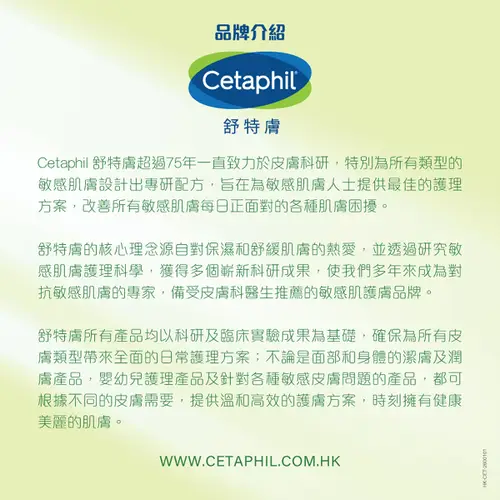 品牌介紹
Cetaphil®
舒特膚
Cetaphil 舒特膚超過75年一直致力於皮膚科研，特別為所有類型的
敏感肌膚設計出專研配方，旨在為敏感肌膚人士提供最佳的護理
方案，改善所有敏感肌膚每日正面對的各種肌膚困擾。
舒特膚的核心理念源自對保濕和舒緩肌膚的熱愛，並透過研究敏
感肌膚護理科學，獲得多個嶄新科研成果，使我們多年來成為對
抗敏感肌膚的專家，備受皮膚科醫生推薦的敏感肌護膚品牌。
舒特膚所有產品均以科研及臨床實驗成果為基礎，確保為所有皮
膚類型帶來全面的日常護理方案；不論是面部和身體的潔膚及潤
膚產品，嬰幼兒護理產品及針對各種敏感皮膚問題的產品，都可
根據不同的皮膚需要，提供溫和高效的護膚方案，時刻擁有健康
美麗的肌膚。
WWW.CETAPHIL.COM.HK